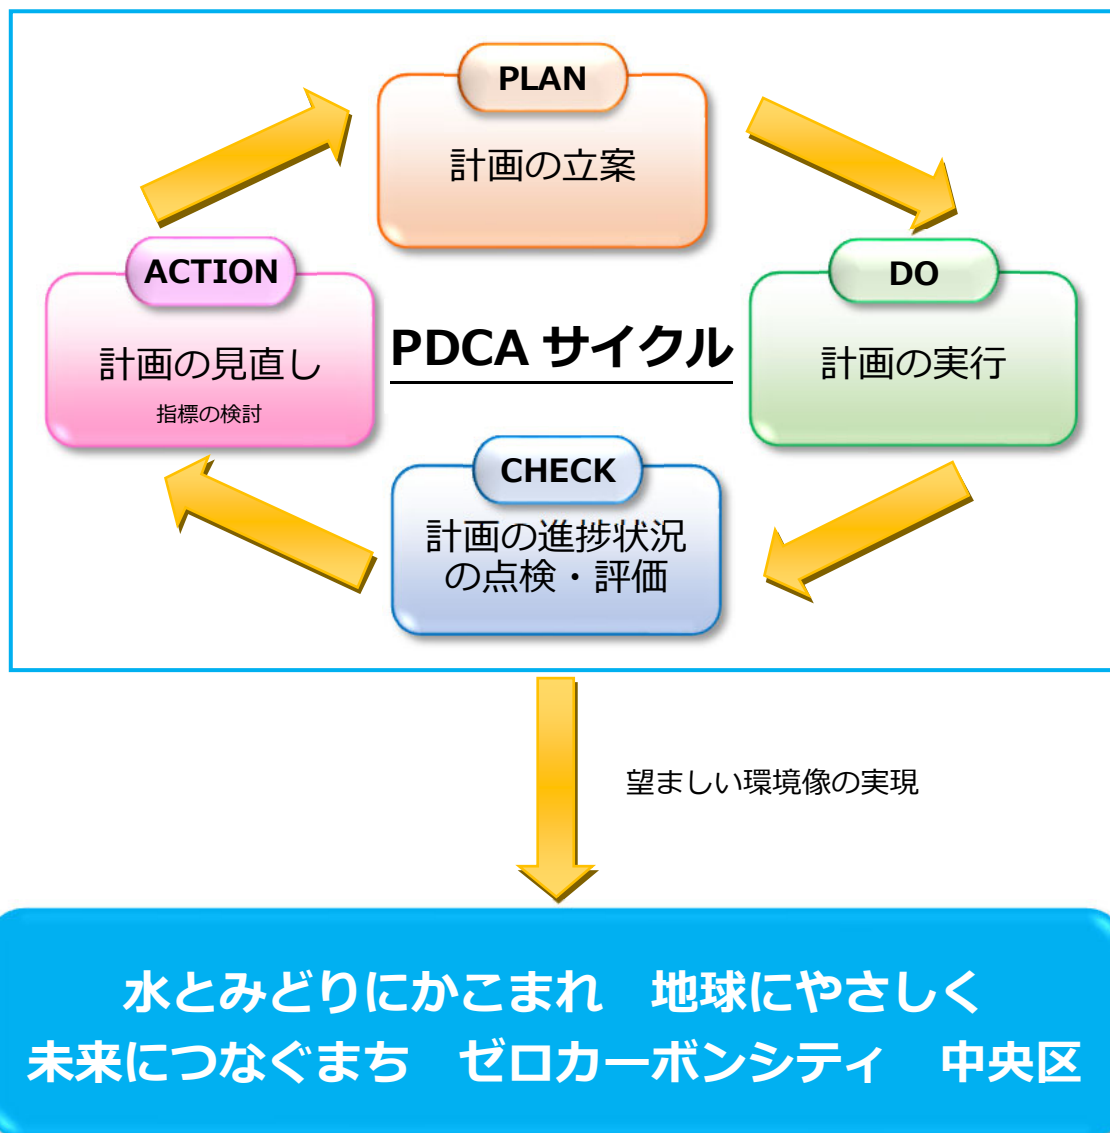 PLAN
計画の立案
ACTION
計画の見直し
指標の検討
PDCA サイクル
DO
計画の実行
CHECK
計画の進捗状況
の点検・評価
望ましい環境像の実現
水とみどりにかこまれ　地球にやさしく
未来につなぐまち　ゼロカーボンシティ　中央区